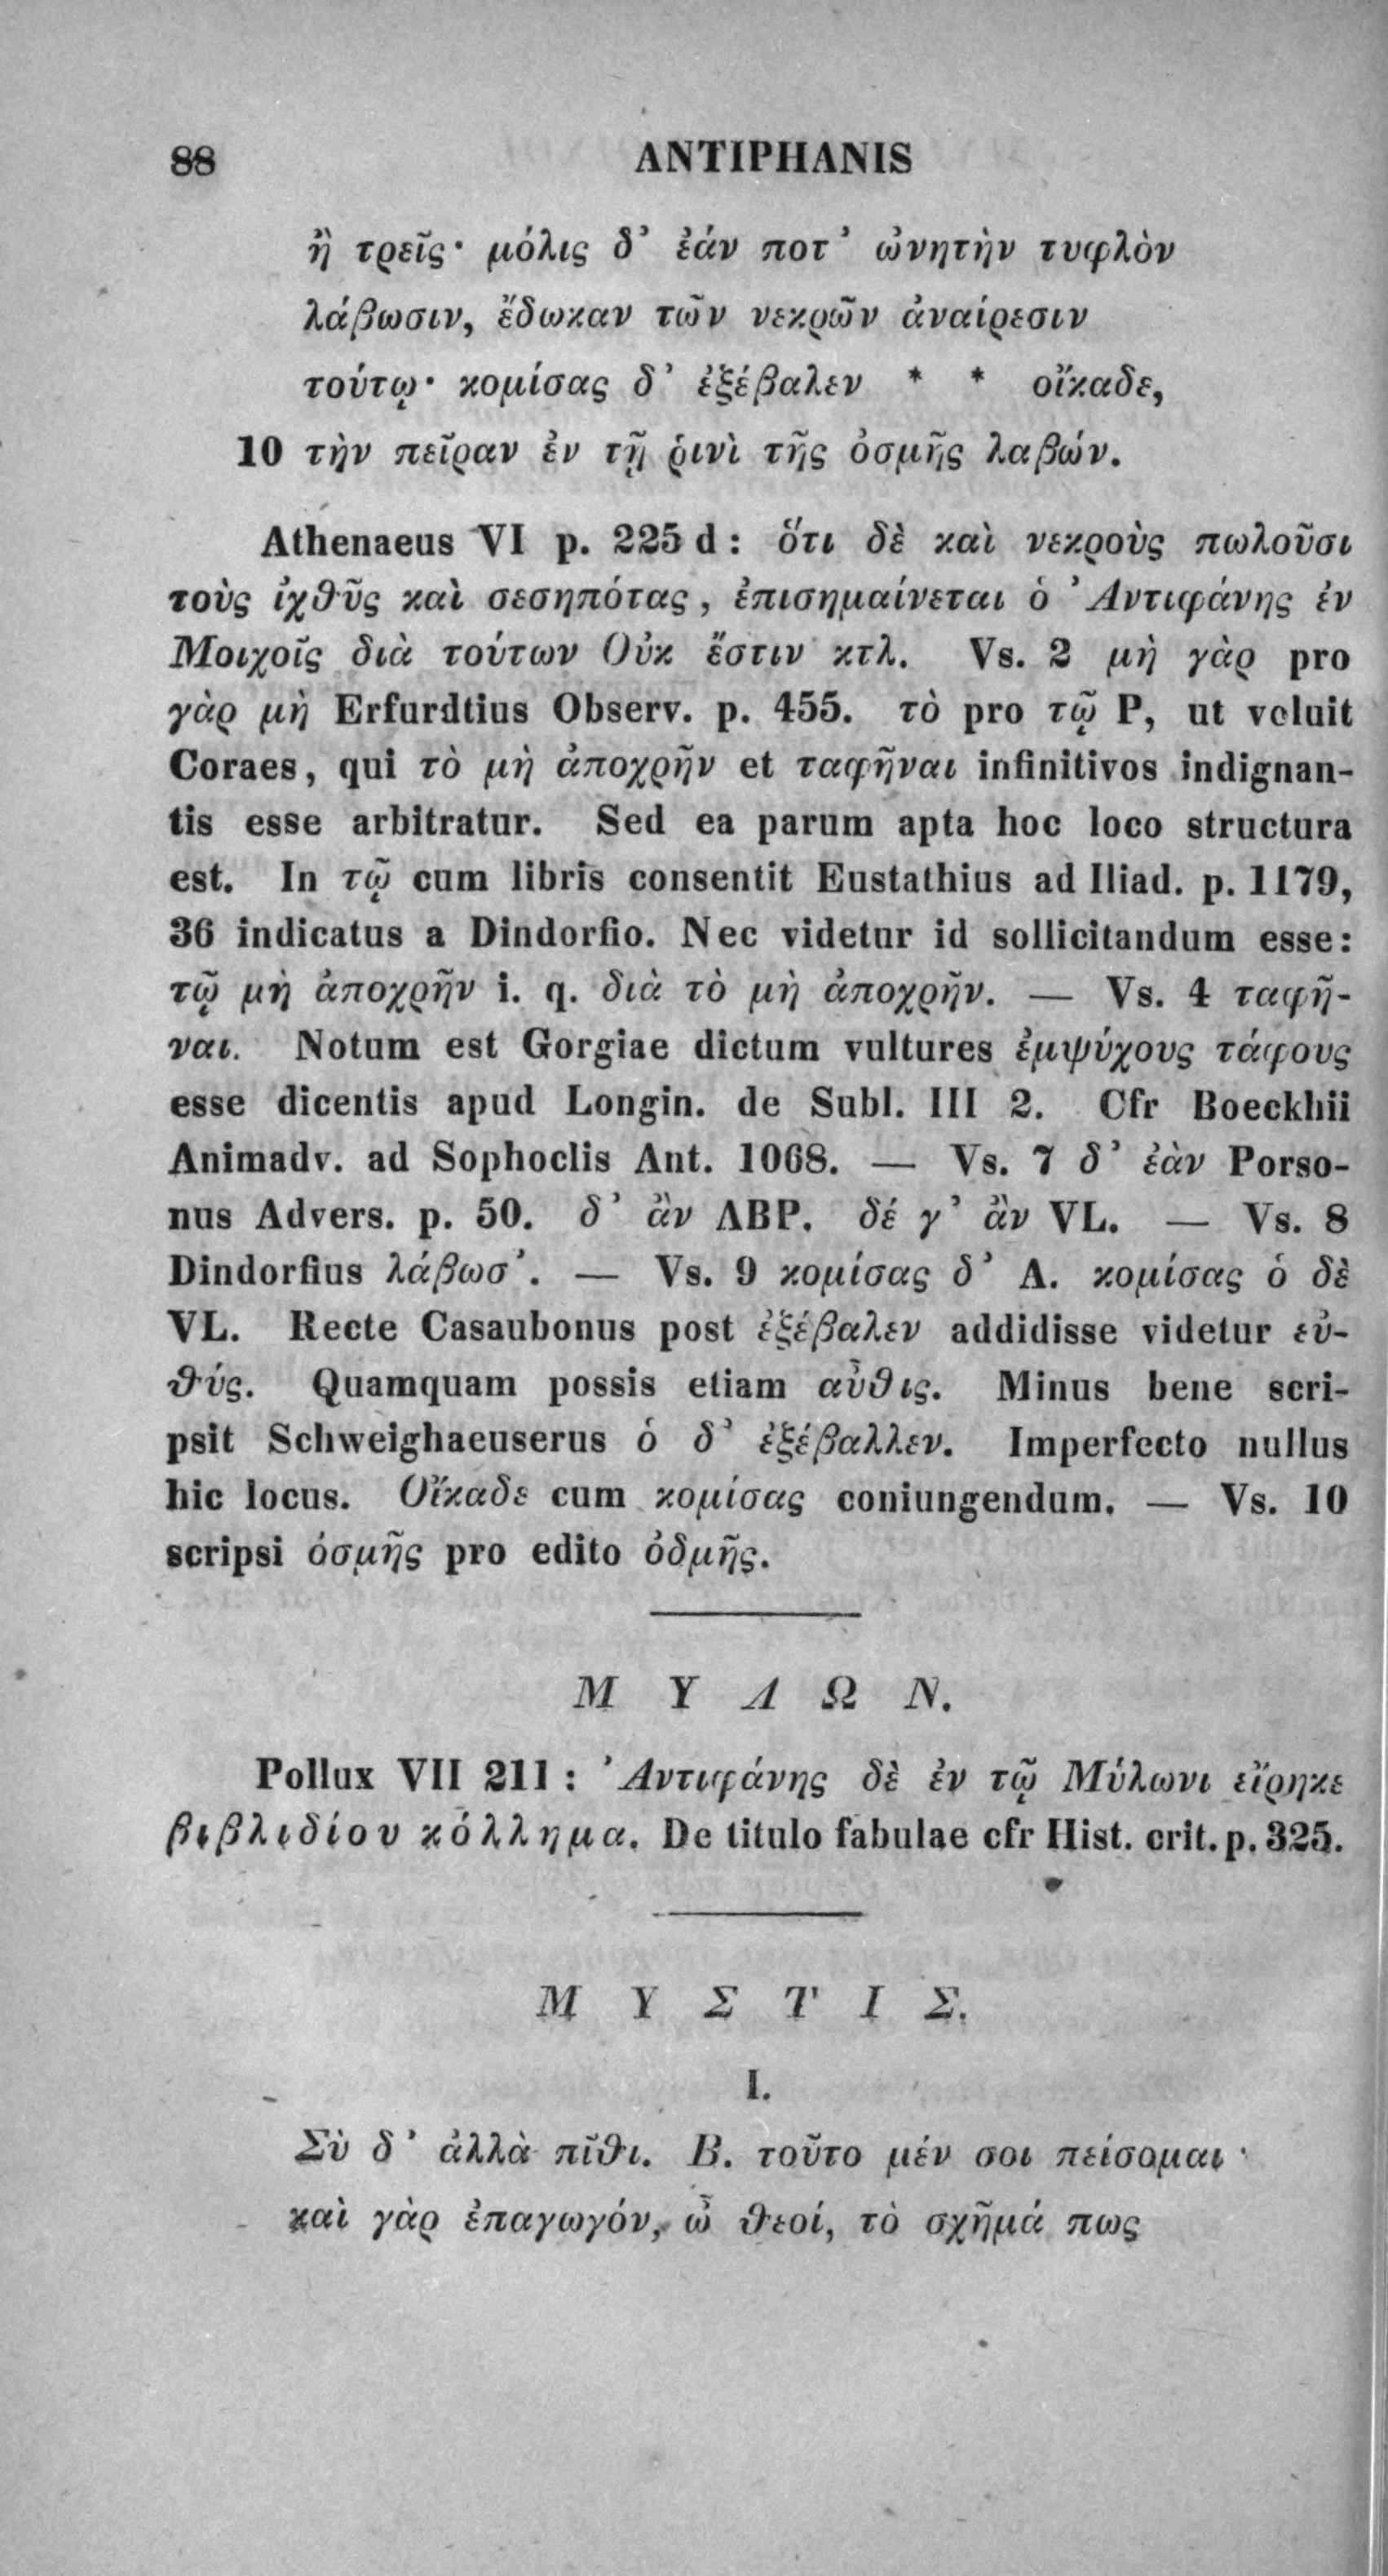 88 ANTIPHANIS
ἢ τρεῖς· μόλις δ’ ἐάν ποτ’ ὠνητὴν τυφλὸν
λάβωσιν, ἔδωκαν τῶν νεκρῶν ἀναίρεσιν
τούτῳ· κομίσας δ’ ἐξέβαλεν * * οἴκαδε,
10 τὴν πεῖραν ἐν τῇ ῥινὶ τῆς ὀσμῆς λαβών.
Athenaeus VI p. 225 d: ὅτι δὲ καὶ νεκροὺς πωλοῦσι
τοὺς ἰχθῦς καὶ σεσηπότας, ἐπισημαίνεται ὁ Ἀντιφάνης ἐν
Μοιχοῖς διὰ τούτων Οὐκ ἔστιν κτλ. Vs. 2 μὴ γὰρ pro
γὰρ μὴ Erfurdtius Observ. p. 455. τὸ pro τῷ P, ut voluit
Coraes, qui τὸ μὴ ἀποχρῆν et ταφῆναι infinitivos indignan-
tis esse arbitratur. Sed ea parum apta hoc loco structura
est. In τῷ cum libris consentit Eustathius ad Iliad. p. 1179,
36 indicatus a Dindorfio. Nec videtur id sollicitandum esse:
τῷ μὴ ἀποχρῆν i. q. διὰ τὸ μὴ ἀποχρῆν. — Vs. 4 ταφῆ-
ναι. Notum est Gorgiae dictum vultures ἐμψύχους τάφους
esse dicentis apud Longin. de Subl. III 2. Cfr Boeckhii
Animadv. ad Sophoclis Ant. 1068. — Vs. 7 δ’ ἐὰν Porso-
nus Advers. p. 50. δ’ ἂν ABP. δέ γ’ ἂν VL. — Vs. 8
Dindorfius λάβωσ’. — Vs. 9 κομίσας δ’ A. κομίσας ὁ δὲ
VL. Recte Casaubonus post ἐξέβαλεν addidisse videtur εὐ-
θύς. Quamquam possis etiam αὖθις. Minus bene scri-
psit Schweighaeuserus ὁ δ’ ἐξέβαλλεν. Imperfecto nullus
hic locus. Οἴκαδε cum κομίσας coniungendum. — Vs. 10
scripsi ὀσμῆς pro edito ὀδμῆς.
ΜΥΛΩΝ.
Pollux VII 211: Ἀντιφάνης δὲ ἐν τῷ Μύλωνι εἴρηκε
βιβλιδίου κόλλημα. De titulo fabulae cfr Hist. crit. p. 325.
ΜΥΣΤΙΣ.
I.
Σὺ δ’ ἀλλὰ πῖθι. Β. τοῦτο μέν σοι πείσομαι·
καὶ γὰρ ἐπαγωγόν, ὦ θεοί, τὸ σχῆμά πως